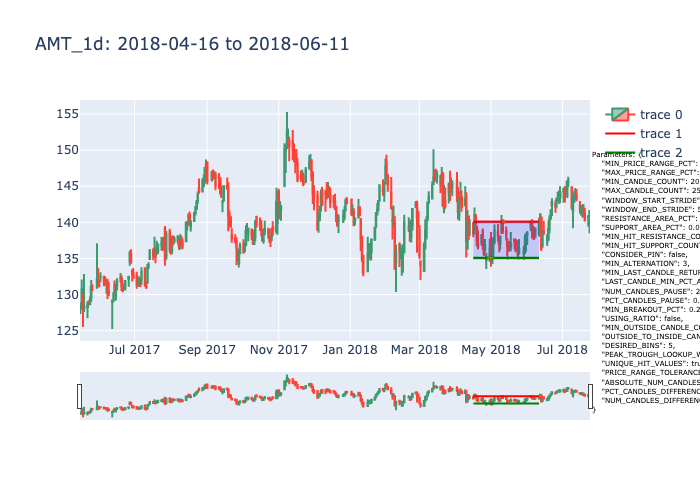 AMT_1d: 2018-04-16 to 2018-06-11
155
150
145
140
135
130
125
Jul 2017
Sep 2017
Nov 2017
Jan 2018
Mar 2018
May 2018
Jul 2018
trace 0
trace 1
trace 2
Parameters: {
"MIN_PRICE_RANGE_PCT":
"MAX_PRICE_RANGE_PCT":
"MIN_CANDLE_COUNT": 20
"MAX_CANDLE_COUNT": 25
"WINDOW_START_STRIDE"
"WINDOW_END_STRIDE": 5
"RESISTANCE_AREA_PCT":
"SUPPORT_AREA_PCT": 0.0
"MIN_HIT_RESISTANCE_CO
"MIN_HIT_SUPPORT_COUNT
"CONSIDER_PIN": false,
"MIN_ALTERNATION": 3,
"MIN_LAST_CANDLE_RETUR
"LAST_CANDLE_MIN_PCT_A
"NUM_CANDLES_PAUSE": 2
"PCT_CANDLES_PAUSE": 0.
"MIN_BREAKOUT_PCT": 0.2
"USING_RATIO": false,
"MIN_OUTSIDE_CANDLE_CO
"OUTSIDE_TO_INSIDE_CAN
"DESIRED_BINS": 5,
"PEAK_TROUGH_LOOKUP_W
"UNIQUE_HIT_VALUES": tru
"PRICE_RANGE_TOLERANC
"ABSOLUTE_NUM_CANDLES
"PCT_CANDLES_DIFFERENC
"NUM_CANDLES_DIFFEREN
}